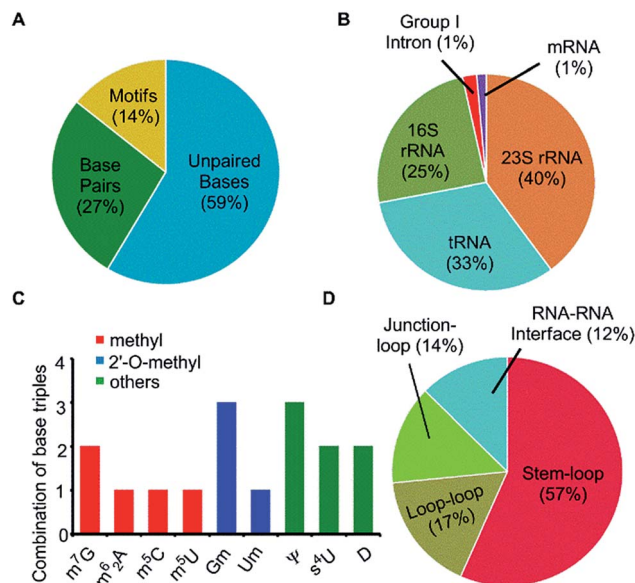 A
Motifs
(14%)
Base
Pairs
(27%)
Unpaired
Bases
(59%)
B
Group I
Intron (1%)
mRNA
(1%)
16S
rRNA
(25%)
23S rRNA
(40%)
tRNA
(33%)
C
methyl
2'-O-methyl
others
Combination of base triples
4
3
2
1
0
m⁷G
m⁶₂A
m⁵C
m⁵U
Gm
Um
Ψ
s⁴U
D
D
Junction-
loop (14%)
RNA-RNA
Interface (12%)
Stem-loop
(57%)
Loop-loop
(17%)